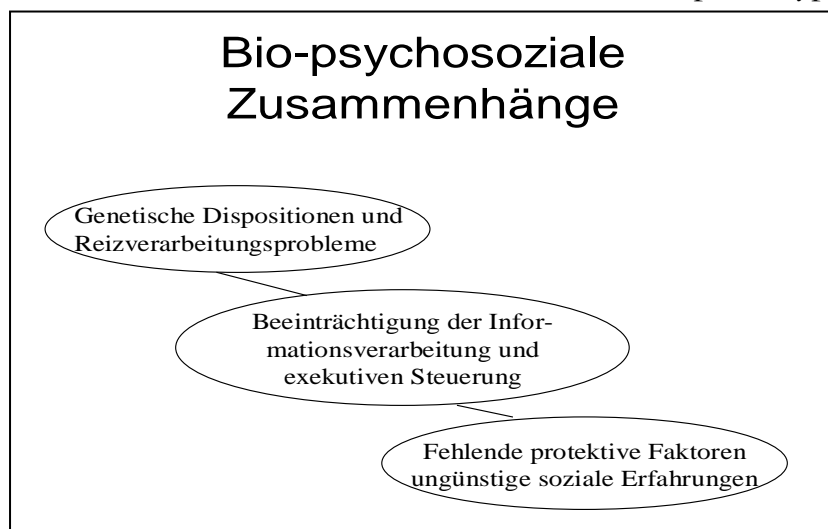 Bio-psychosoziale
Zusammenhänge
Genetische Dispositionen und
Reizverarbeitungsprobleme
Beeinträchtigung der Infor-
mationsverarbeitung und
exekutiven Steuerung
Fehlende protektive Faktoren
ungünstige soziale Erfahrungen